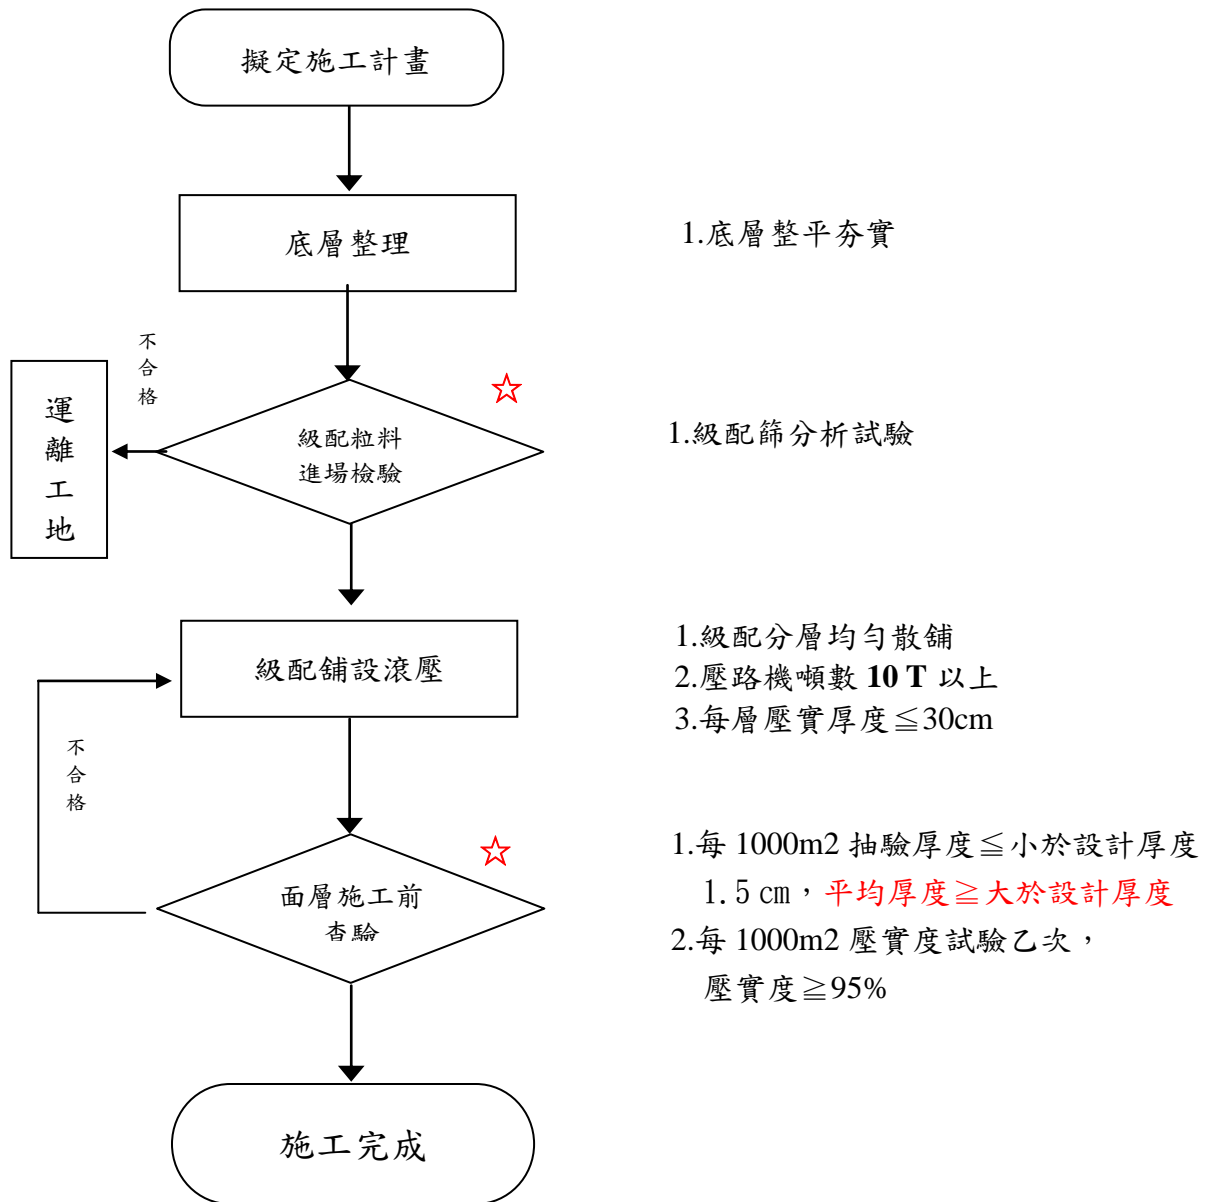 擬定施工計畫
底層整理
1.底層整平夯實
不
合
格
運
離
工
地
級配粒料
進場檢驗
1.級配篩分析試驗
級配舖設滾壓
1.級配分層均勻散舖
2.壓路機噸數 10 T 以上
3.每層壓實厚度≦30cm
不
合
格
面層施工前
查驗
1.每 1000m2 抽驗厚度≦小於設計厚度
1.5 cm，平均厚度≧大於設計厚度
2.每 1000m2 壓實度試驗乙次，
壓實度≧95%
施工完成